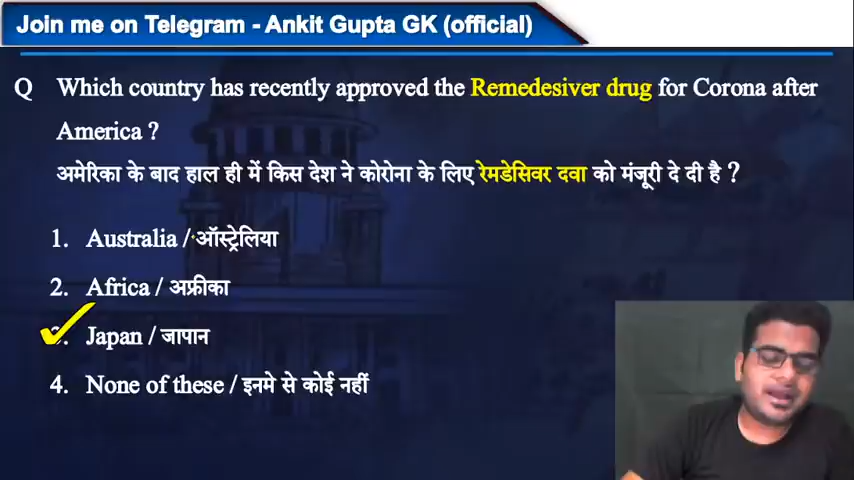 Join me on Telegram - Ankit Gupta GK (official)
Q Which country has recently approved the Remedesiver drug for Corona after
America ?
अमेरिका के बाद हाल ही में किस देश ने कोरोना के लिए रेमडेसिवर दवा को मंजूरी दे दी है ?
1. Australia / ऑस्ट्रेलिया
2. Africa / अफ्रीका
3. Japan / जापान
4. None of these / इनमे से कोई नहीं